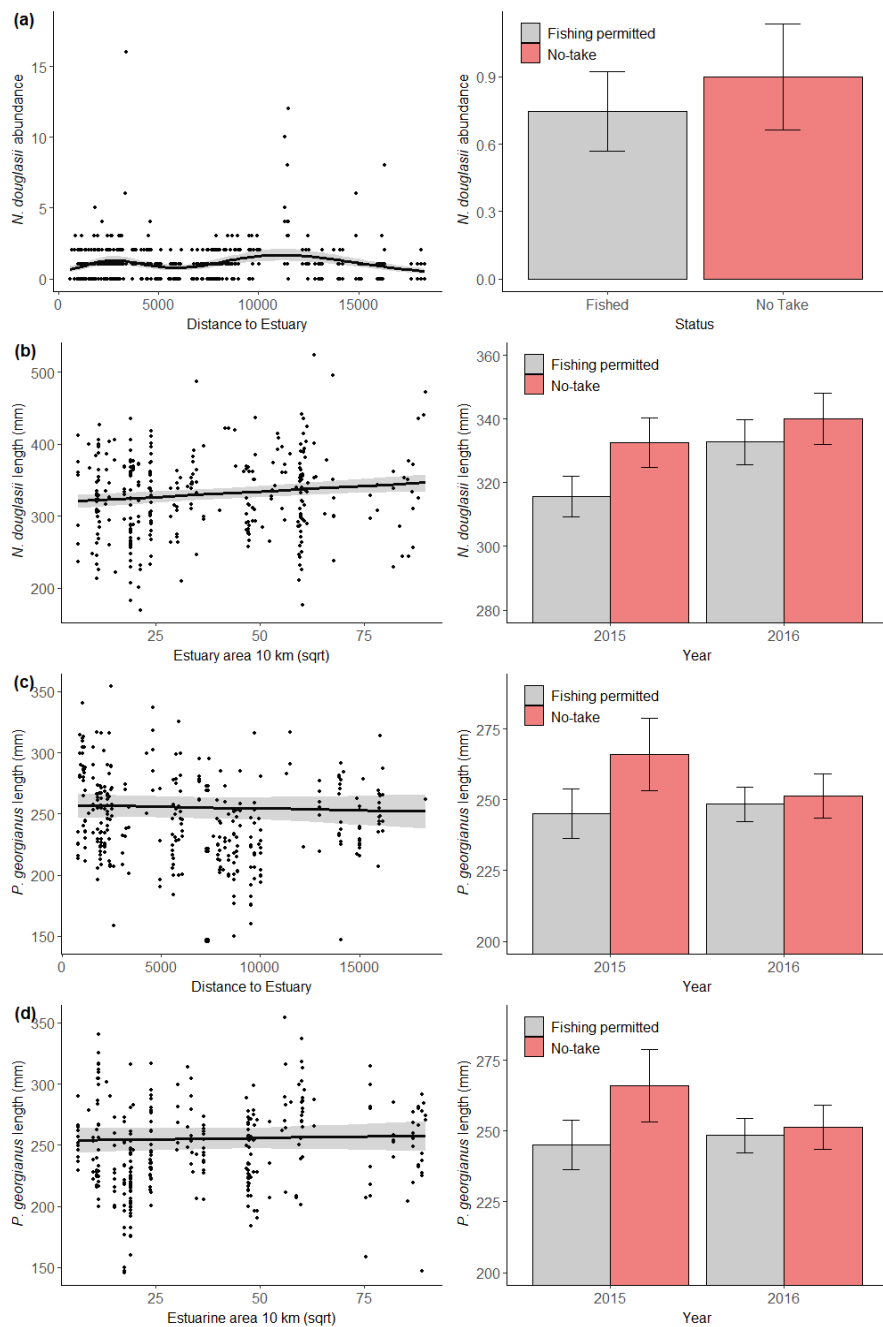 (a)
N. douglasii abundance
15
10
5
0
0 5000 10000 15000
Distance to Estuary
N. douglasii abundance
0.9
0.6
0.3
0.0
Fishing permitted
No-take
Fished No Take
Status
(b)
N. douglasii length (mm)
500
400
300
200
25 50 75
Estuary area 10 km (sqrt)
N. douglasii length (mm)
360
340
320
300
280
Fishing permitted
No-take
2015 2016
Year
(c)
P. georgianus length (mm)
350
300
250
200
150
0 5000 10000 15000
Distance to Estuary
P. georgianus length (mm)
275
250
225
200
Fishing permitted
No-take
2015 2016
Year
(d)
P. georgianus length (mm)
350
300
250
200
150
25 50 75
Estuarine area 10 km (sqrt)
P. georgianus length (mm)
275
250
225
200
Fishing permitted
No-take
2015 2016
Year